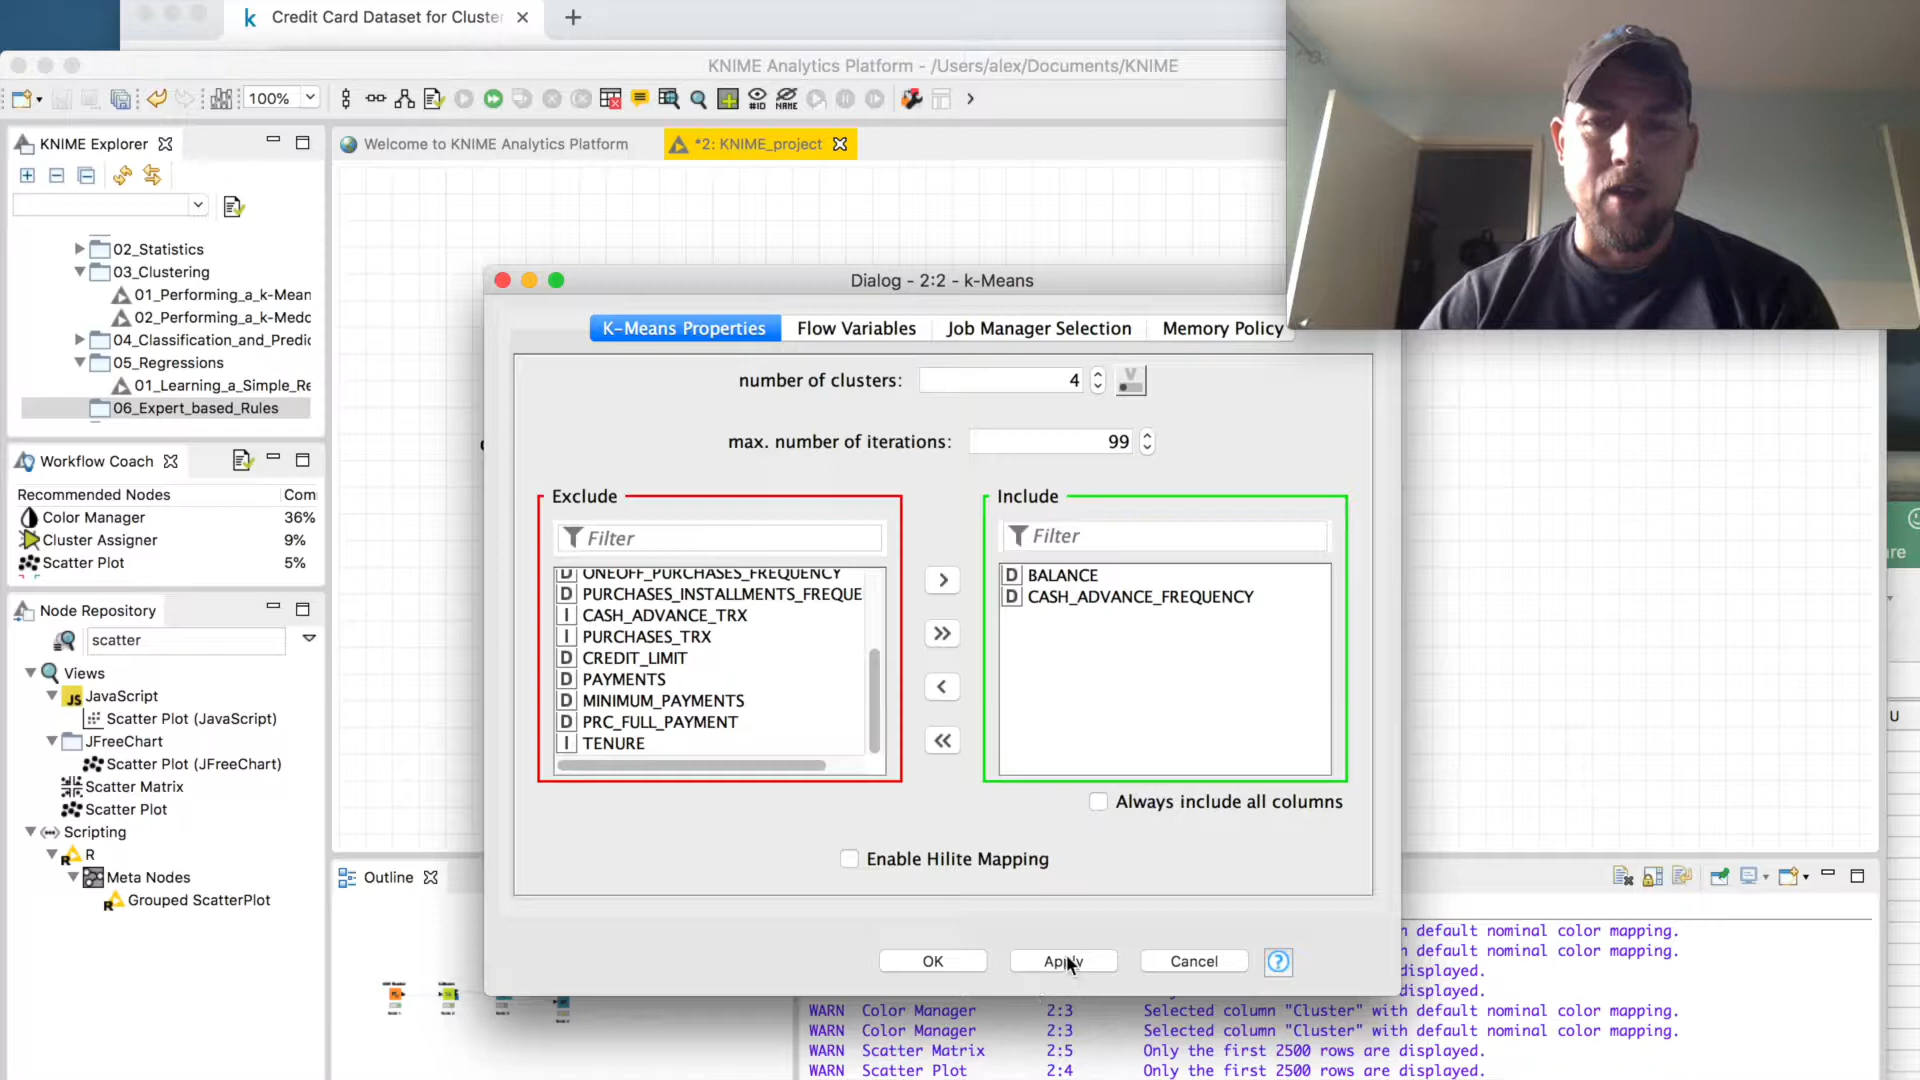 Credit Card Dataset for Cluster
KNIME Analytics Platform - /Users/alex/Documents/KNIME
100%
#ID
NAME
KNIME Explorer
Welcome to KNIME Analytics Platform
*2: KNIME_project
02_Statistics
03_Clustering
01_Performing_a_k-Mean
02_Performing_a_k-Medc
04_Classification_and_Predic
05_Regressions
01_Learning_a_Simple_Re
06_Expert_based_Rules
Workflow Coach
Recommended Nodes Com
Color Manager 36%
Cluster Assigner 9%
Scatter Plot 5%
Node Repository
scatter
Views
JS JavaScript
Scatter Plot (JavaScript)
JFreeChart
Scatter Plot (JFreeChart)
Scatter Matrix
Scatter Plot
Scripting
R R
Meta Nodes
R Grouped ScatterPlot
Dialog - 2:2 - k-Means
K-Means Properties Flow Variables Job Manager Selection Memory Policy
number of clusters: 4
max. number of iterations: 99
Exclude
Filter
D ONEOFF_PURCHASES_FREQUENCY
D PURCHASES_INSTALLMENTS_FREQUE
I CASH_ADVANCE_TRX
I PURCHASES_TRX
D CREDIT_LIMIT
D PAYMENTS
D MINIMUM_PAYMENTS
D PRC_FULL_PAYMENT
I TENURE
Include
Filter
D BALANCE
D CASH_ADVANCE_FREQUENCY
Always include all columns
Enable Hilite Mapping
OK Apply Cancel ?
Outline
h default nominal color mapping.
h default nominal color mapping.
displayed.
displayed.
WARN Color Manager 2:3 Selected column "Cluster" with default nominal color mapping.
WARN Color Manager 2:3 Selected column "Cluster" with default nominal color mapping.
WARN Scatter Matrix 2:5 Only the first 2500 rows are displayed.
WARN Scatter Plot 2:4 Only the first 2500 rows are displayed.
are
U